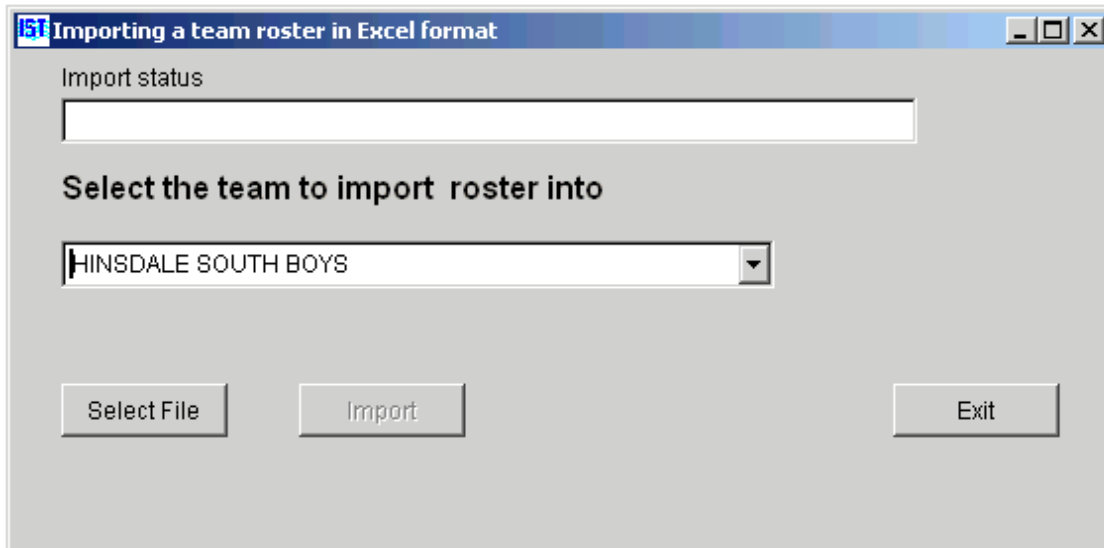 IST Importing a team roster in Excel format
Import status
Select the team to import roster into
HINSDALE SOUTH BOYS
Select File Import Exit